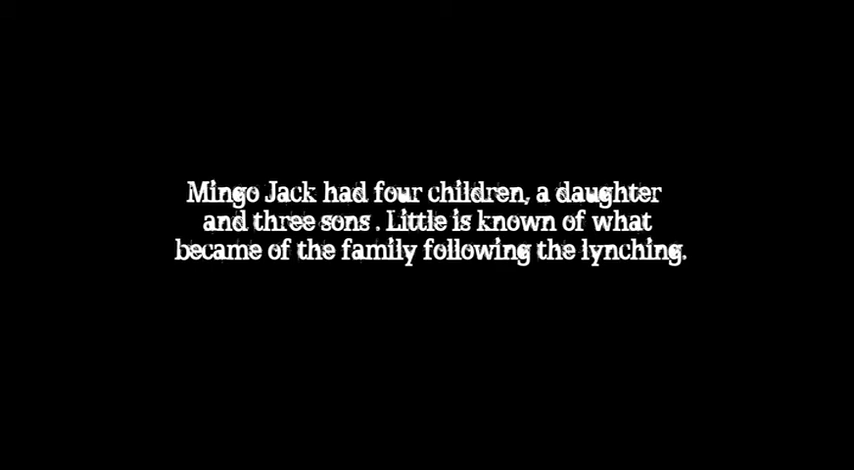 Mingo Jack had four children, a daughter
and three sons . Little is known of what
became of the family following the lynching.